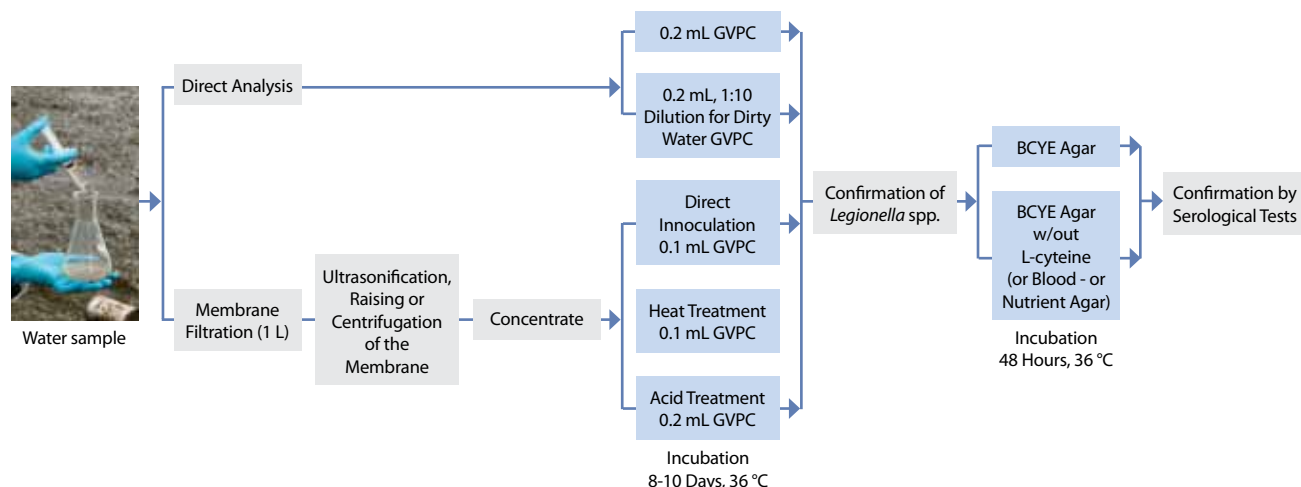 Water sample
Direct Analysis
Membrane
Filtration (1 L)
Ultrasonification,
Raising or
Centrifugation
of the
Membrane
Concentrate
0.2 mL GVPC
0.2 mL, 1:10
Dilution for Dirty
Water GVPC
Direct
Innoculation
0.1 mL GVPC
Heat Treatment
0.1 mL GVPC
Acid Treatment
0.2 mL GVPC
Incubation
8-10 Days, 36 °C
Confirmation of
Legionella spp.
BCYE Agar
BCYE Agar
w/out
L-cyteine
(or Blood - or
Nutrient Agar)
Incubation
48 Hours, 36 °C
Confirmation by
Serological Tests